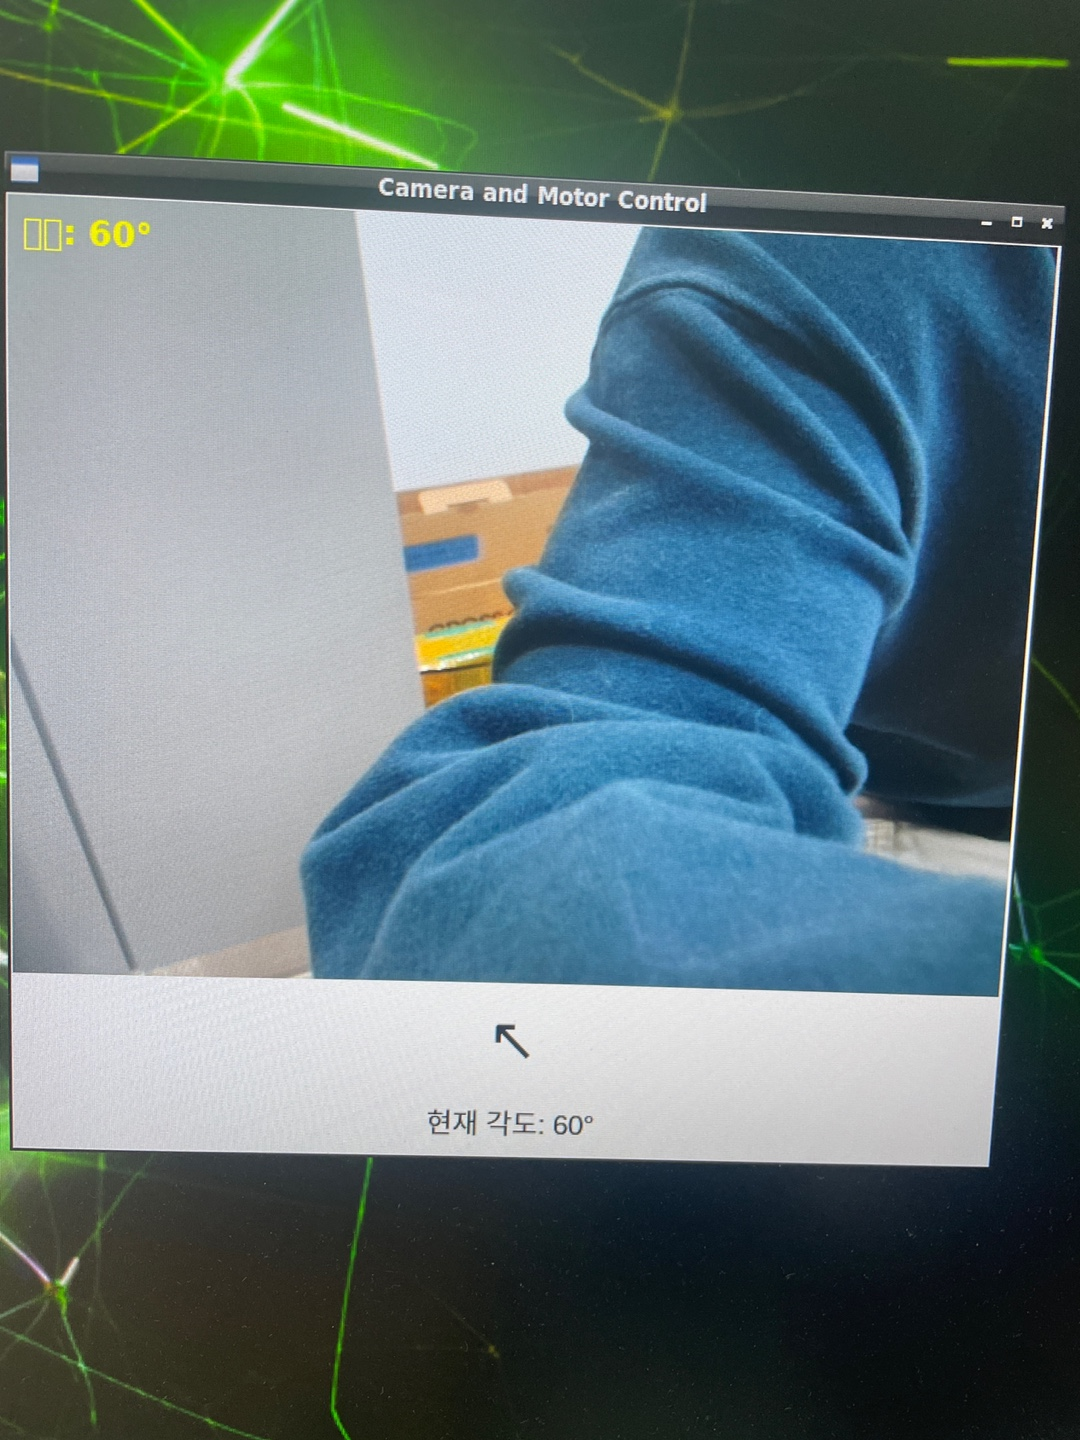 Camera and Motor Control
▯▯: 60°
↖
현재 각도: 60°